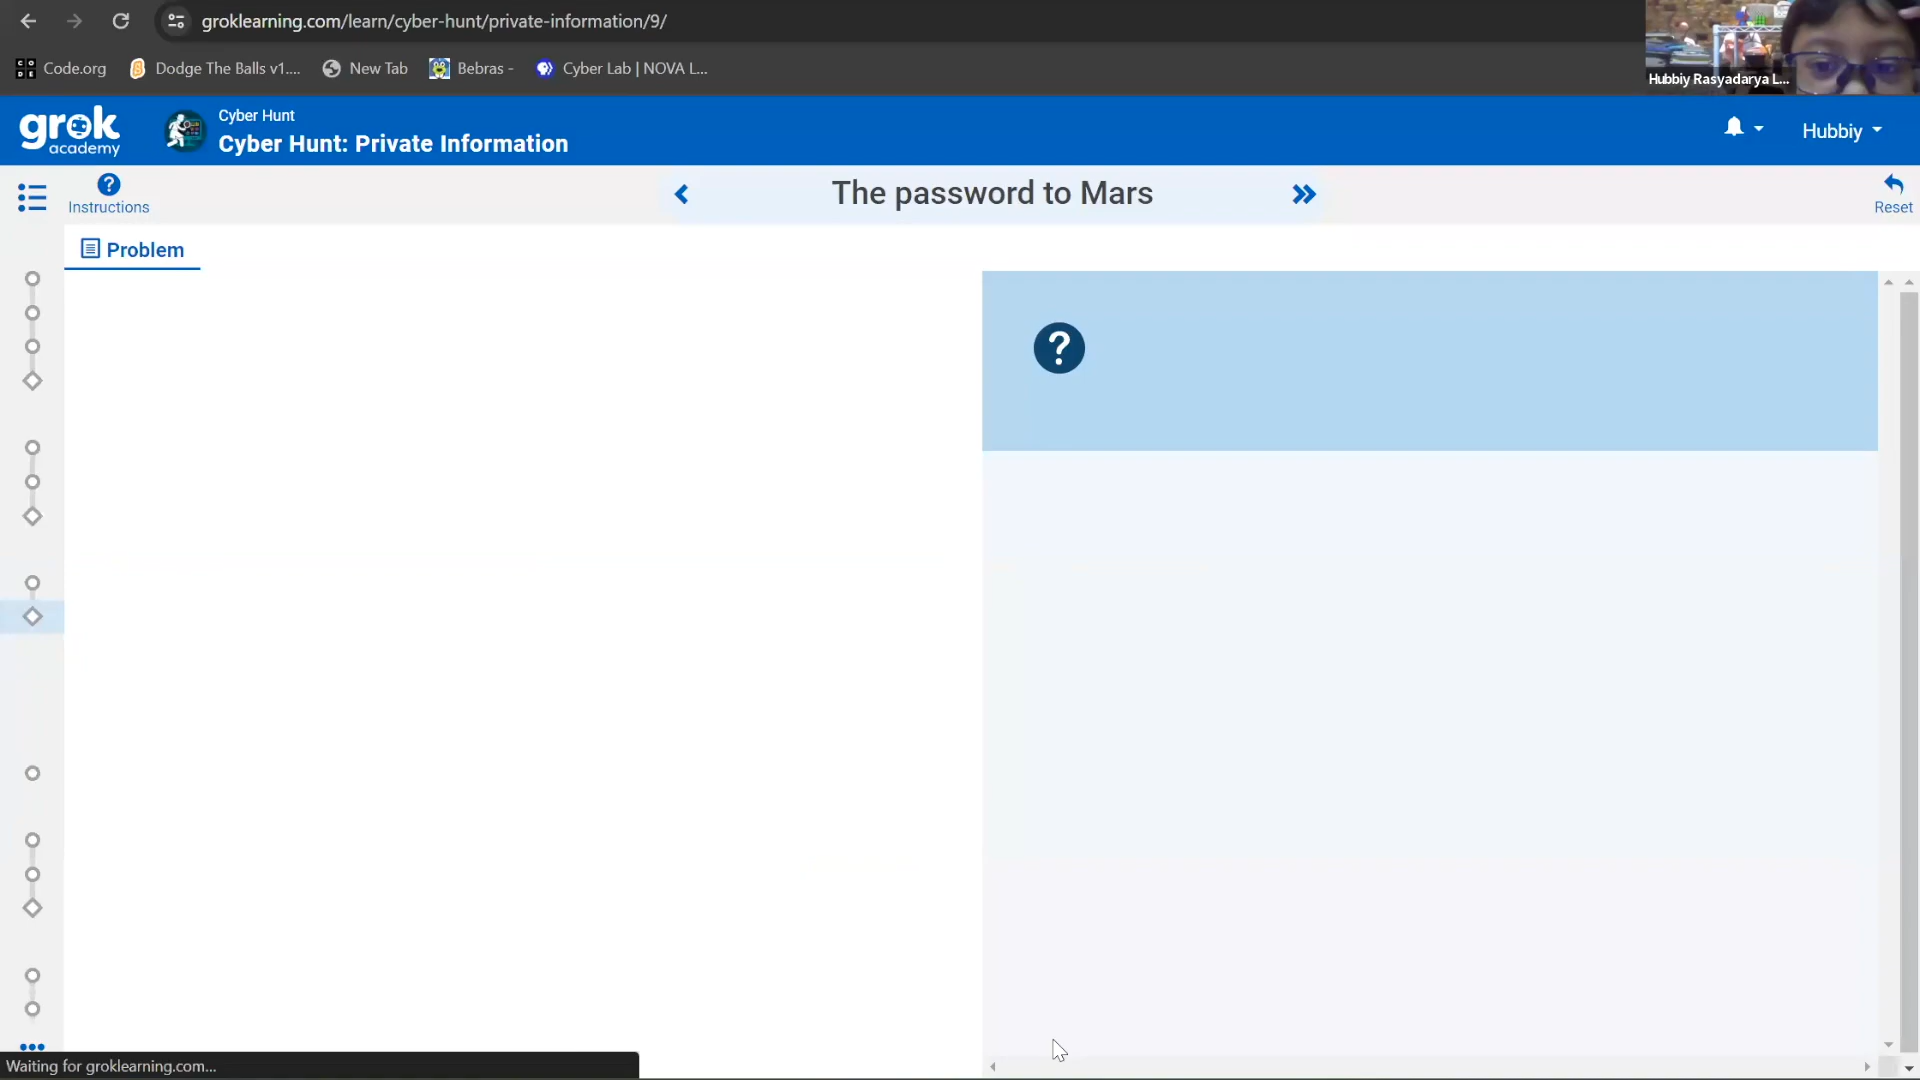 groklearning.com/learn/cyber-hunt/private-information/9/
Code.org
Dodge The Balls v1....
New Tab
Bebras -
Cyber Lab | NOVA L...
Hubbiy Rasyadarya L...
grok
academy
Cyber Hunt
Cyber Hunt: Private Information
Hubbiy
Instructions
The password to Mars
Reset
Problem
?
Waiting for groklearning.com...